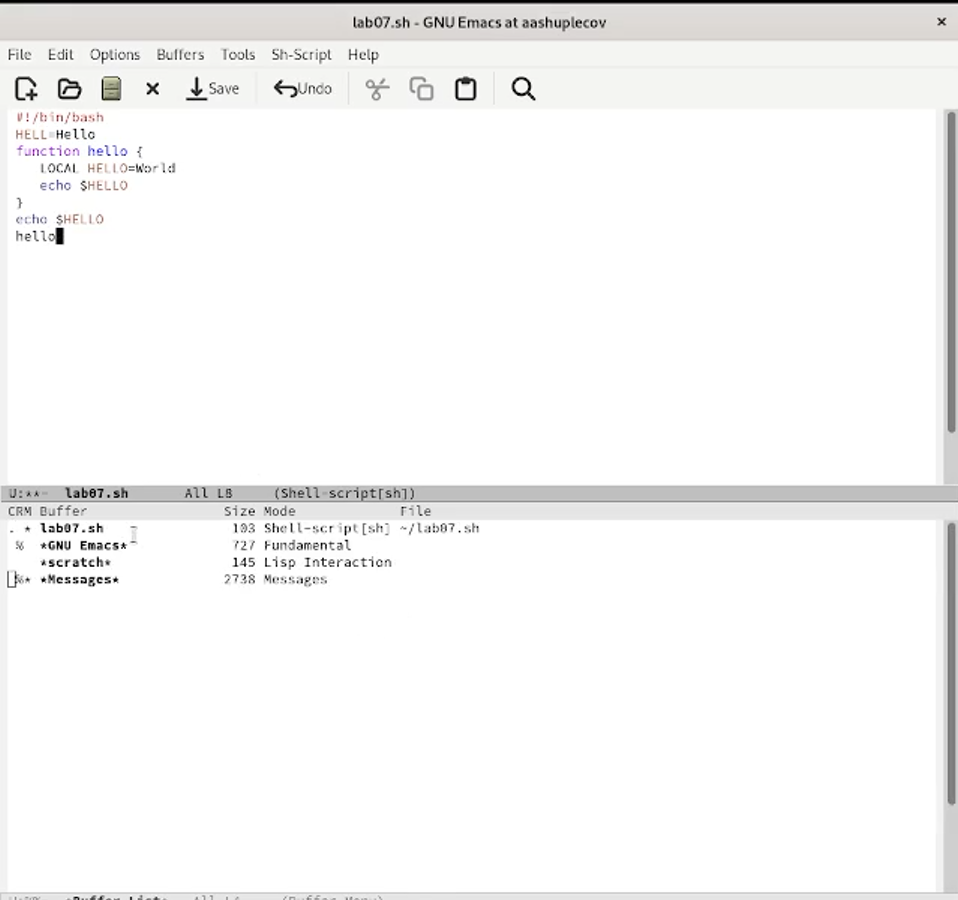 lab07.sh - GNU Emacs at aashuplecov
File Edit Options Buffers Tools Sh-Script Help
Save Undo
#!/bin/bash
HELL=Hello
function hello {
LOCAL HELLO=World
echo $HELLO
}
echo $HELLO
hello
U:**- lab07.sh All L8 (Shell-script[sh])
CRM Buffer Size Mode File
. * lab07.sh 103 Shell-script[sh] ~/lab07.sh
% *GNU Emacs* 727 Fundamental
*scratch* 145 Lisp Interaction
%* *Messages* 2738 Messages
U:%%- *Buffer List* All L4 (Buffer Menu)